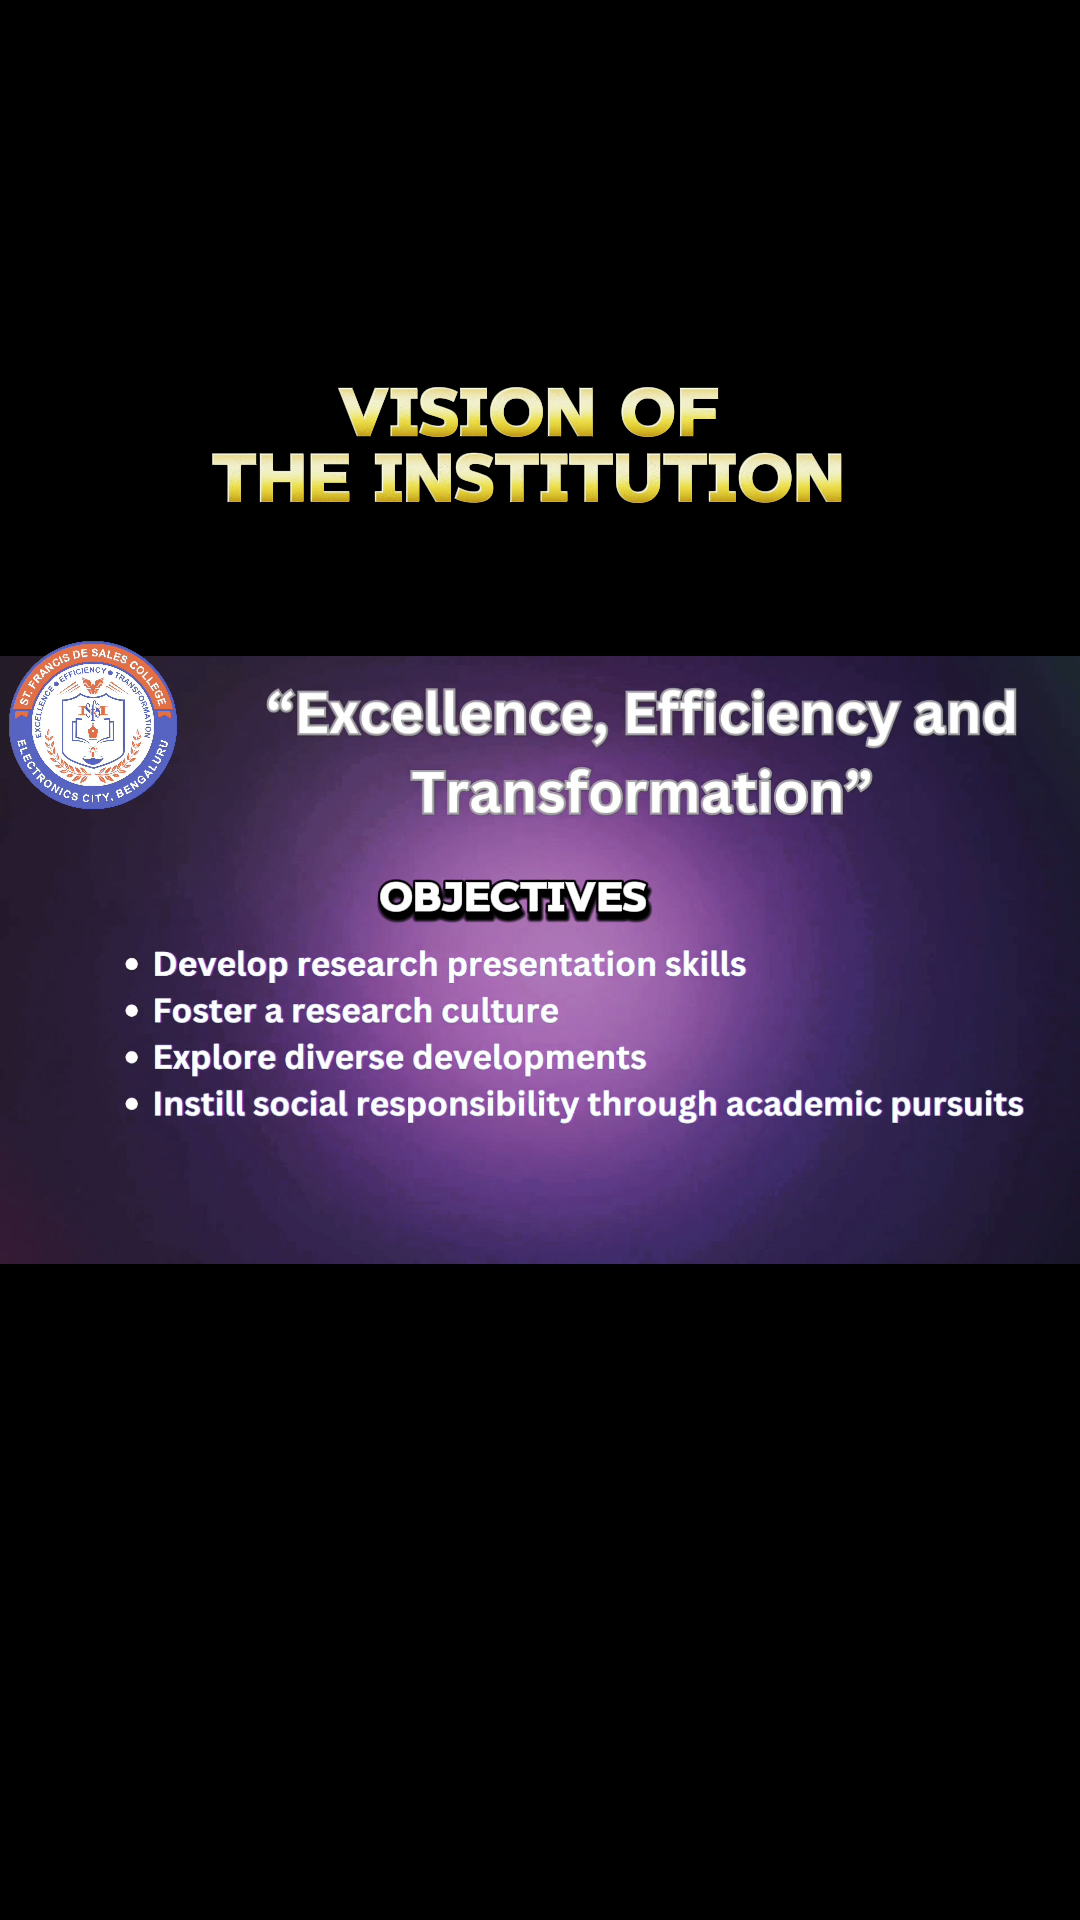 VISION OF
THE INSTITUTION
ST. FRANCIS DE SALES COLLEGE
EXCELLENCE ● EFFICIENCY ● TRANSFORMATION
ELECTRONICS CITY, BENGALURU
“Excellence, Efficiency and
Transformation”
OBJECTIVES
• Develop research presentation skills
• Foster a research culture
• Explore diverse developments
• Instill social responsibility through academic pursuits